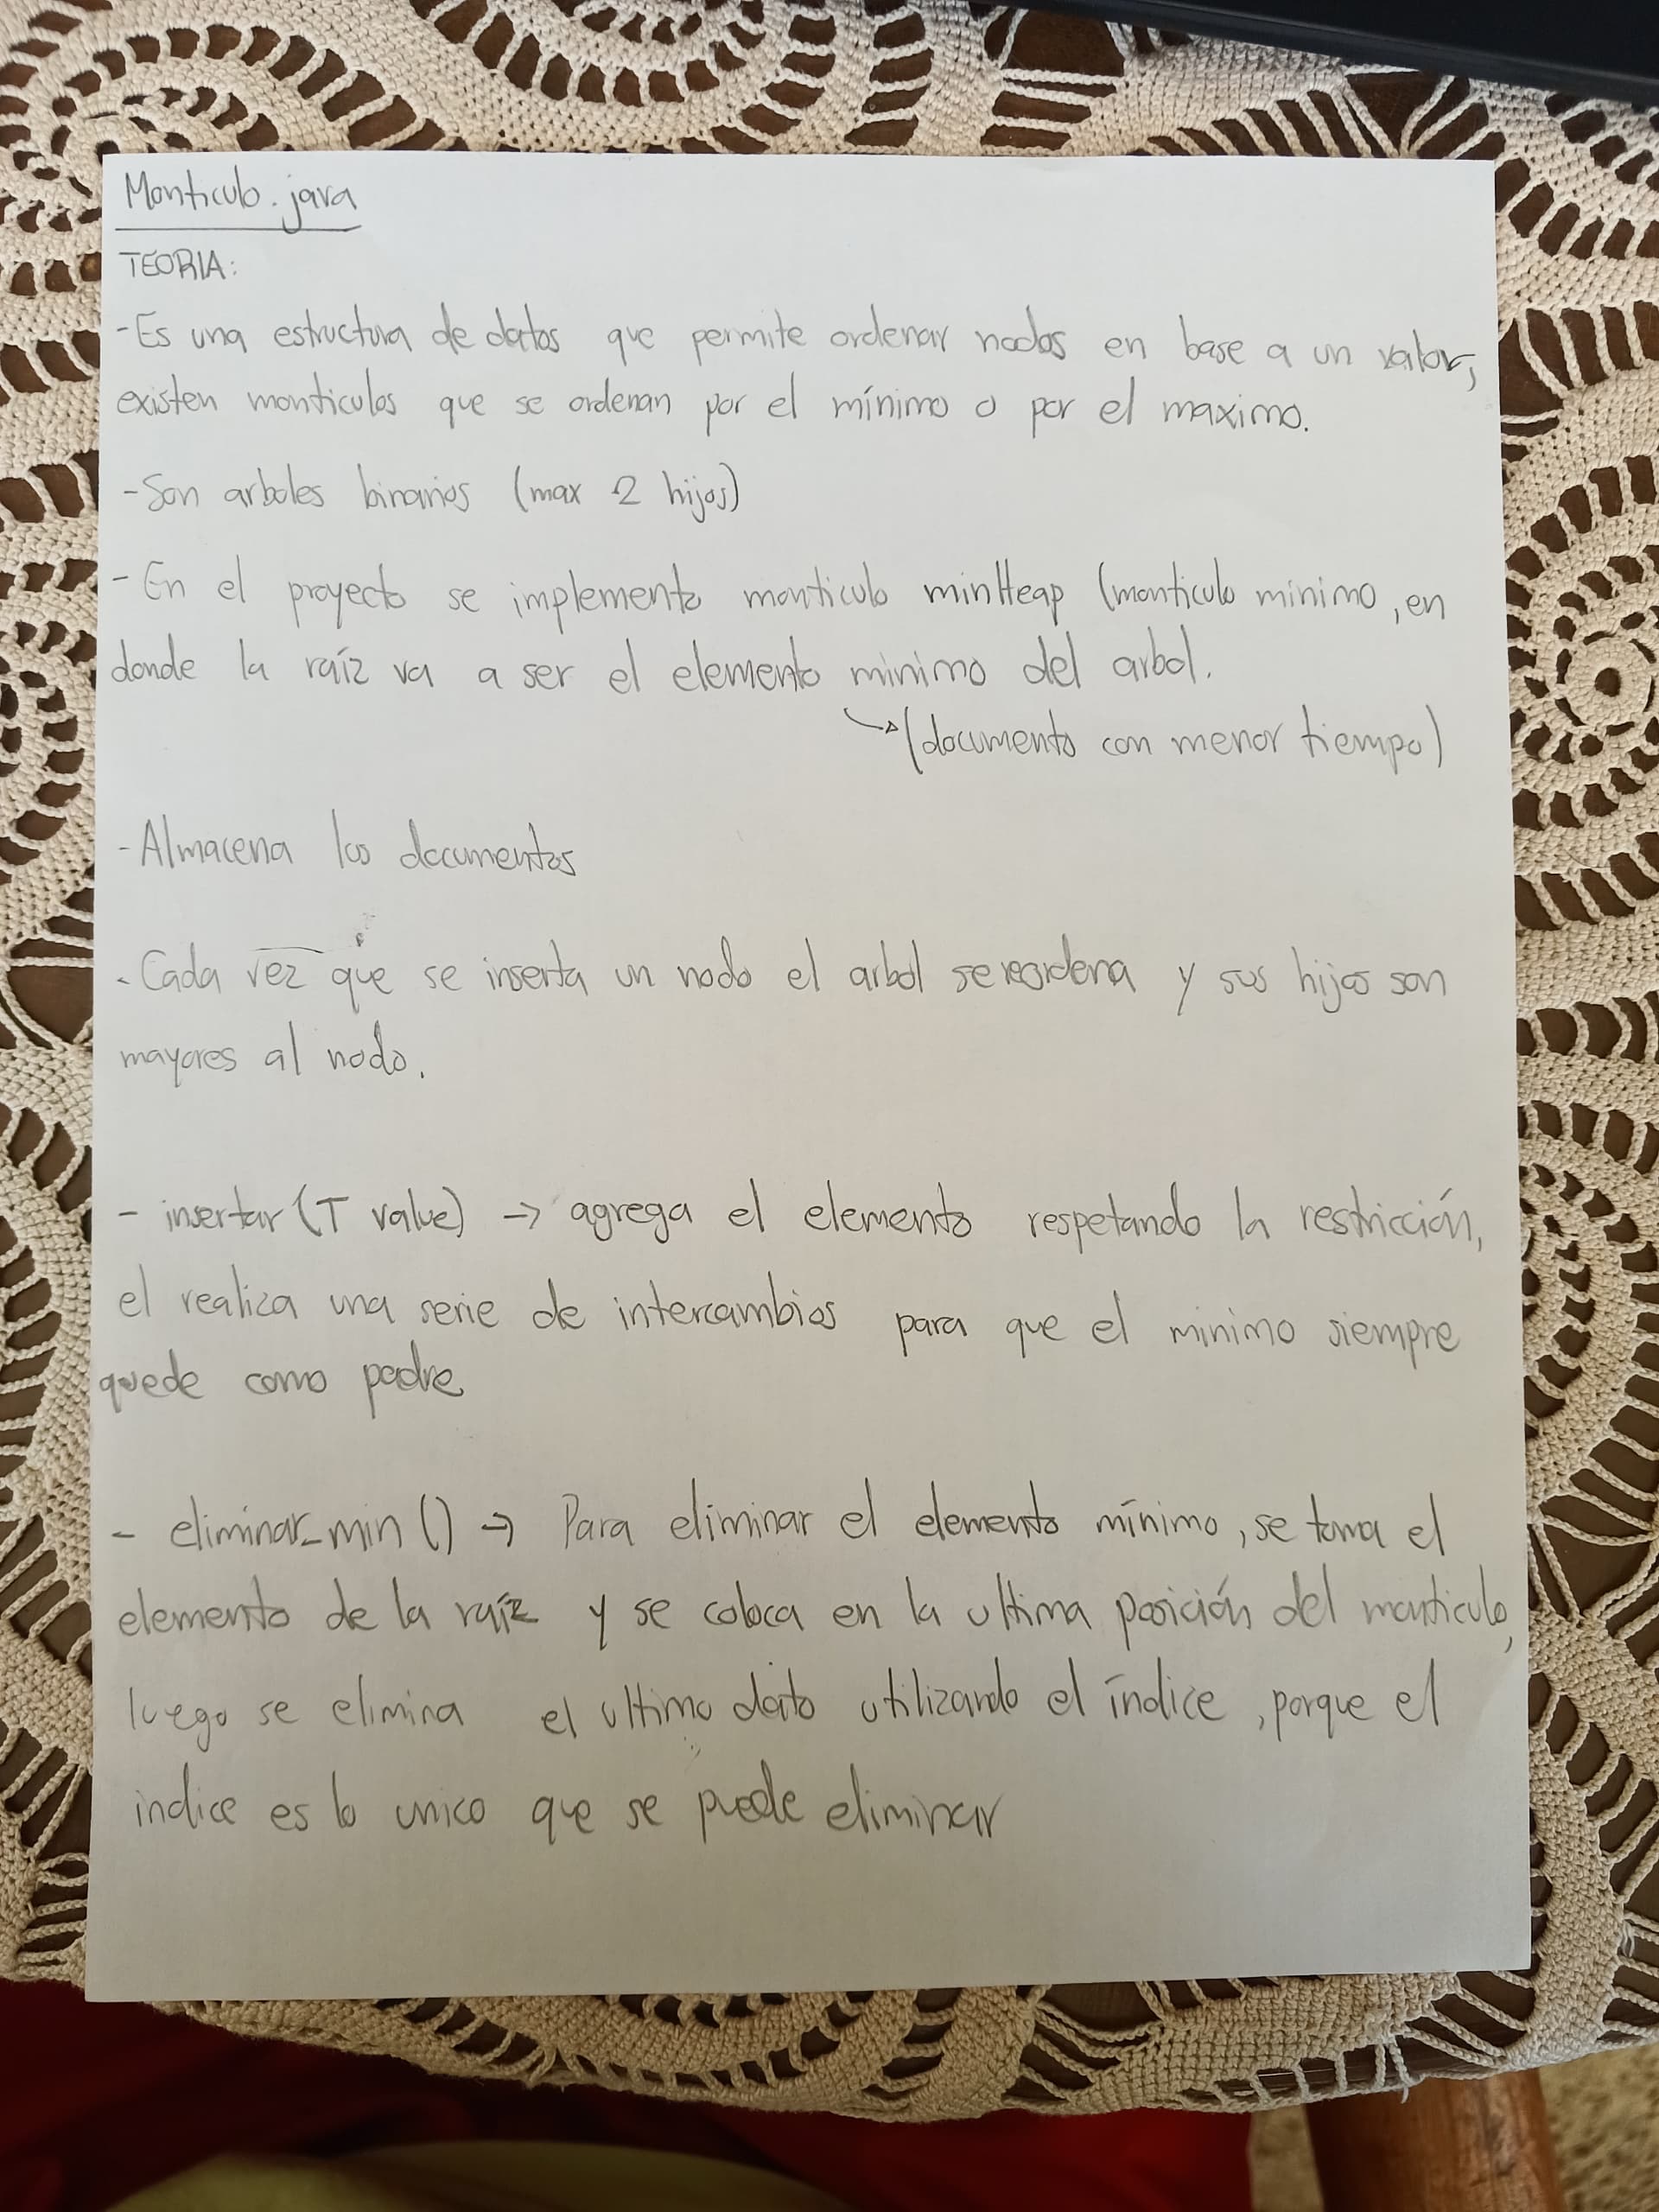 Monticulo.java
TEORIA:
-Es una estructura de datos que permite ordenar nodos en base a un valor,
existen monticulos que se ordenan por el mínimo o por el maximo.
-Son arboles binarios (max 2 hijos)
-En el proyecto se implemento monticulo minHeap (monticulo minimo, en
donde la raíz va a ser el elemento minimo del arbol.
(documento con menor tiempo)
-Almacena los documentos
-Cada vez que se inserta un nodo el arbol se reordena y sus hijos son
mayores al nodo.
- insertar (T value) → agrega el elemento respetando la restricción,
el realiza una serie de intercambios para que el minimo siempre
quede como padre
- eliminar_min () → Para eliminar el elemento mínimo, se toma el
elemento de la raíz y se coloca en la ultima posición del monticulo,
luego se elimina el ultimo dato utilizando el índice, porque el
indice es lo unico que se puede eliminar